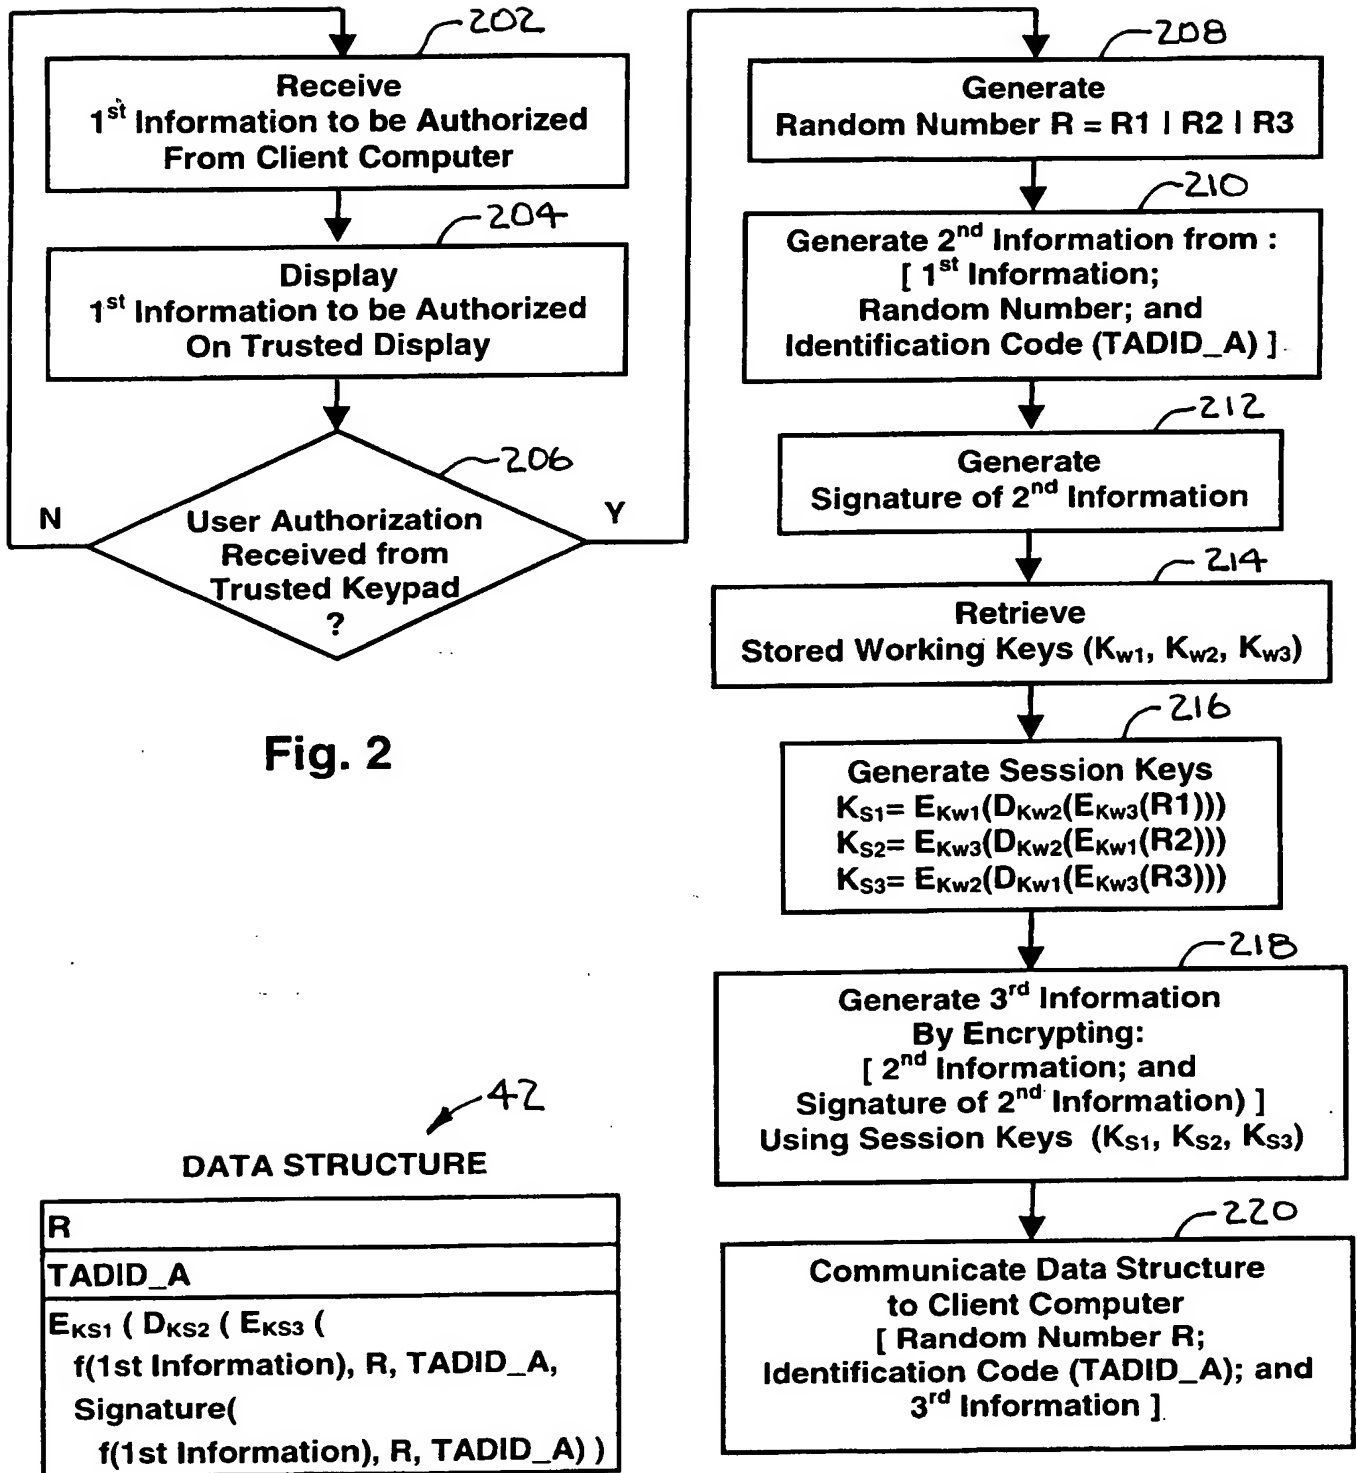 202
Receive
1st Information to be Authorized
From Client Computer
204
Display
1st Information to be Authorized
On Trusted Display
206
N
Y
User Authorization
Received from
Trusted Keypad
?
Fig. 2
208
Generate
Random Number R = R1 | R2 | R3
210
Generate 2nd Information from :
[ 1st Information;
Random Number; and
Identification Code (TADID_A) ]
212
Generate
Signature of 2nd Information
214
Retrieve
Stored Working Keys (Kw1, Kw2, Kw3)
216
Generate Session Keys
KS1= EKw1(DKw2(EKw3(R1)))
KS2= EKw3(DKw2(EKw1(R2)))
KS3= EKw2(DKw1(EKw3(R3)))
218
Generate 3rd Information
By Encrypting:
[ 2nd Information; and
Signature of 2nd Information) ]
Using Session Keys (KS1, KS2, KS3)
220
Communicate Data Structure
to Client Computer
[ Random Number R;
Identification Code (TADID_A); and
3rd Information ]
42
DATA STRUCTURE
R
TADID_A
EKS1 ( DKS2 ( EKS3 (
f(1st Information), R, TADID_A,
Signature(
f(1st Information), R, TADID_A) )